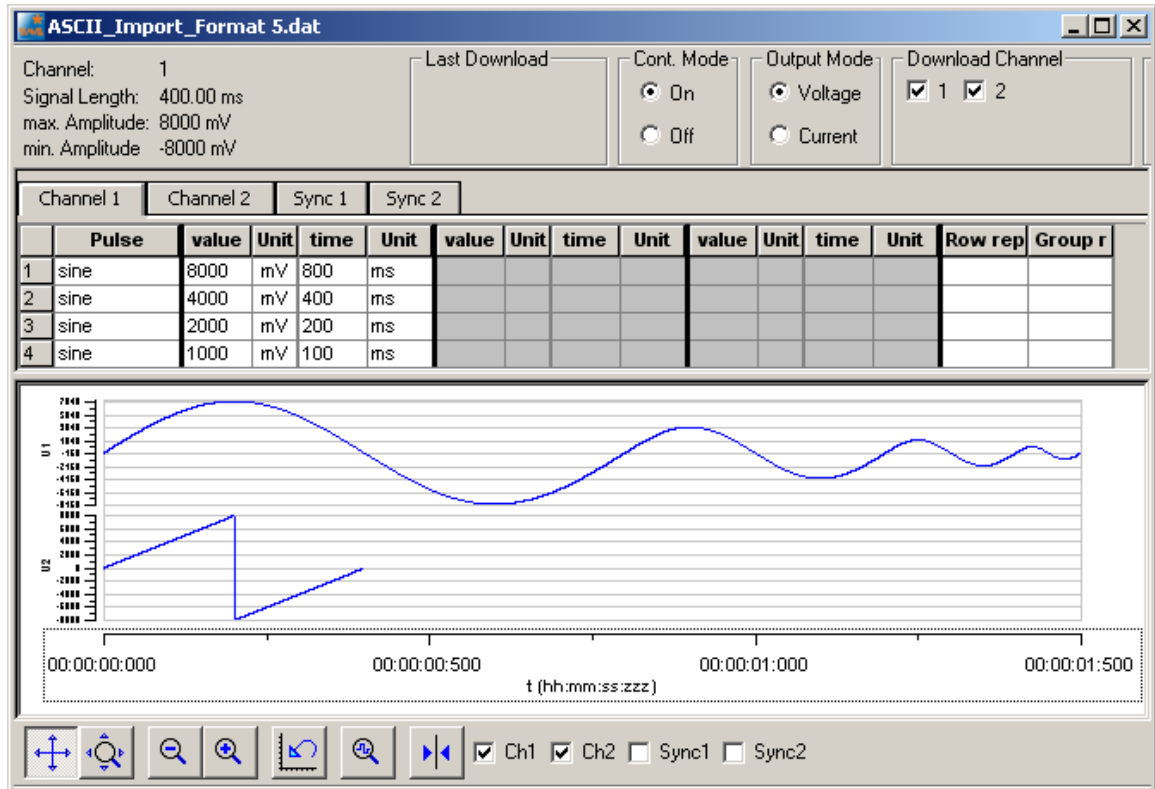 ASCII_Import_Format 5.dat
Channel: 1
Signal Length: 400.00 ms
max. Amplitude: 8000 mV
min. Amplitude -8000 mV
Last Download
Cont. Mode
On
Off
Output Mode
Voltage
Current
Download Channel
1 2
Channel 1 Channel 2 Sync 1 Sync 2
Pulse value Unit time Unit value Unit time Unit value Unit time Unit Row rep Group r
1 sine 8000 mV 800 ms
2 sine 4000 mV 400 ms
3 sine 2000 mV 200 ms
4 sine 1000 mV 100 ms
U1
U2
00:00:00:000 00:00:00:500 00:00:01:000 00:00:01:500
t (hh:mm:ss:zzz)
Ch1 Ch2 Sync1 Sync2